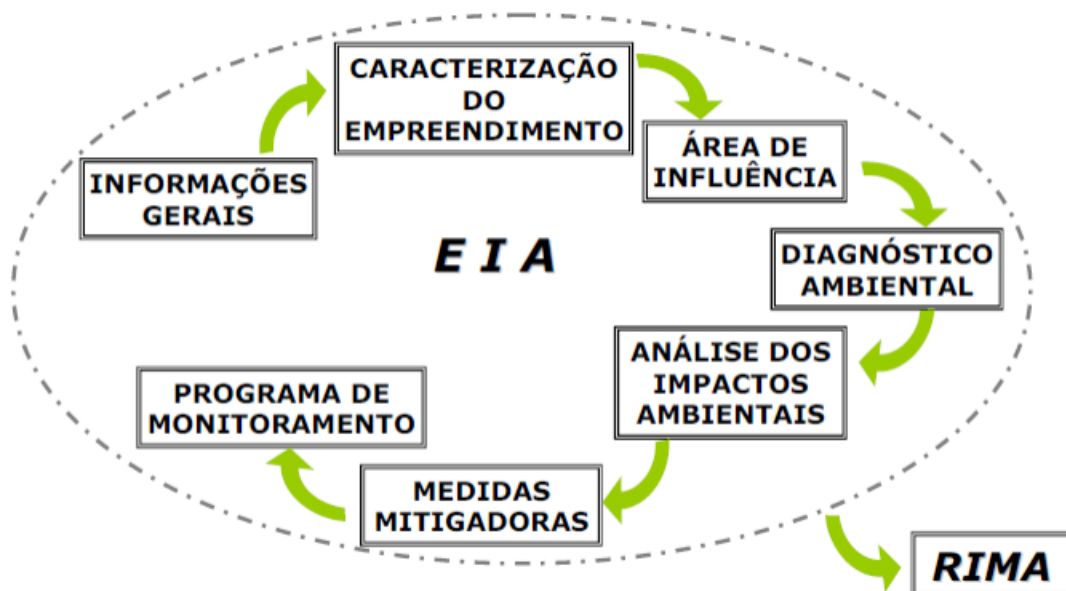 CARACTERIZAÇÃO
DO
EMPREENDIMENTO
ÁREA DE
INFLUÊNCIA
INFORMAÇÕES
GERAIS
DIAGNÓSTICO
AMBIENTAL
E I A
ANÁLISE DOS
IMPACTOS
AMBIENTAIS
PROGRAMA DE
MONITORAMENTO
MEDIDAS
MITIGADORAS
RIMA